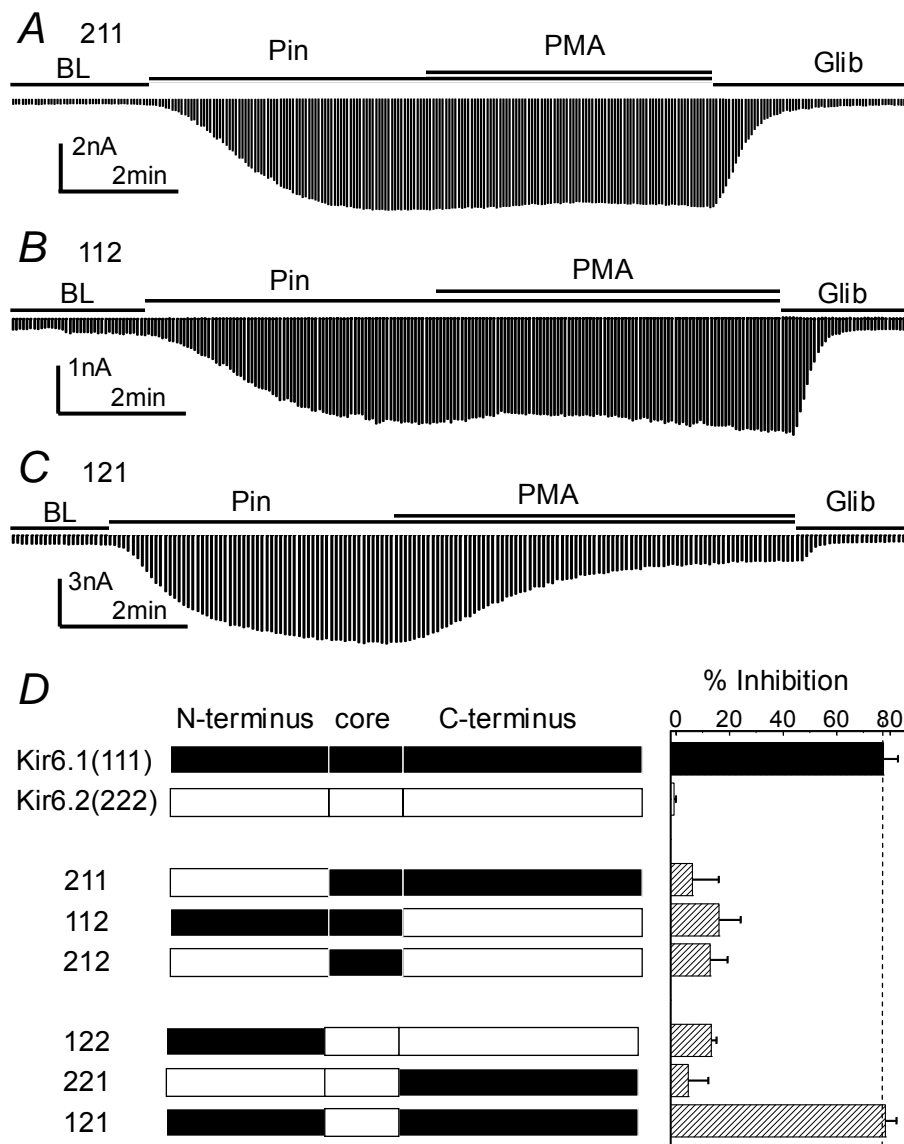 A 211
BL Pin PMA Glib
2nA
2min
B 112
BL Pin PMA Glib
1nA
2min
C 121
BL Pin PMA Glib
3nA
2min
D
% Inhibition
N-terminus core C-terminus
0 20 40 60 80
Kir6.1(111)
Kir6.2(222)
211
112
212
122
221
121